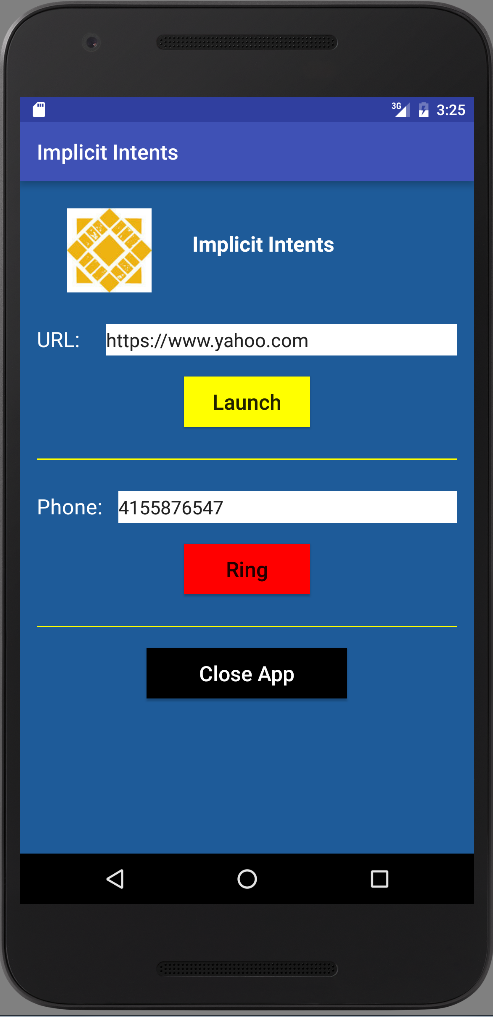 3G 3:25
Implicit Intents
Implicit Intents
URL: https://www.yahoo.com
Launch
Phone: 4155876547
Ring
Close App